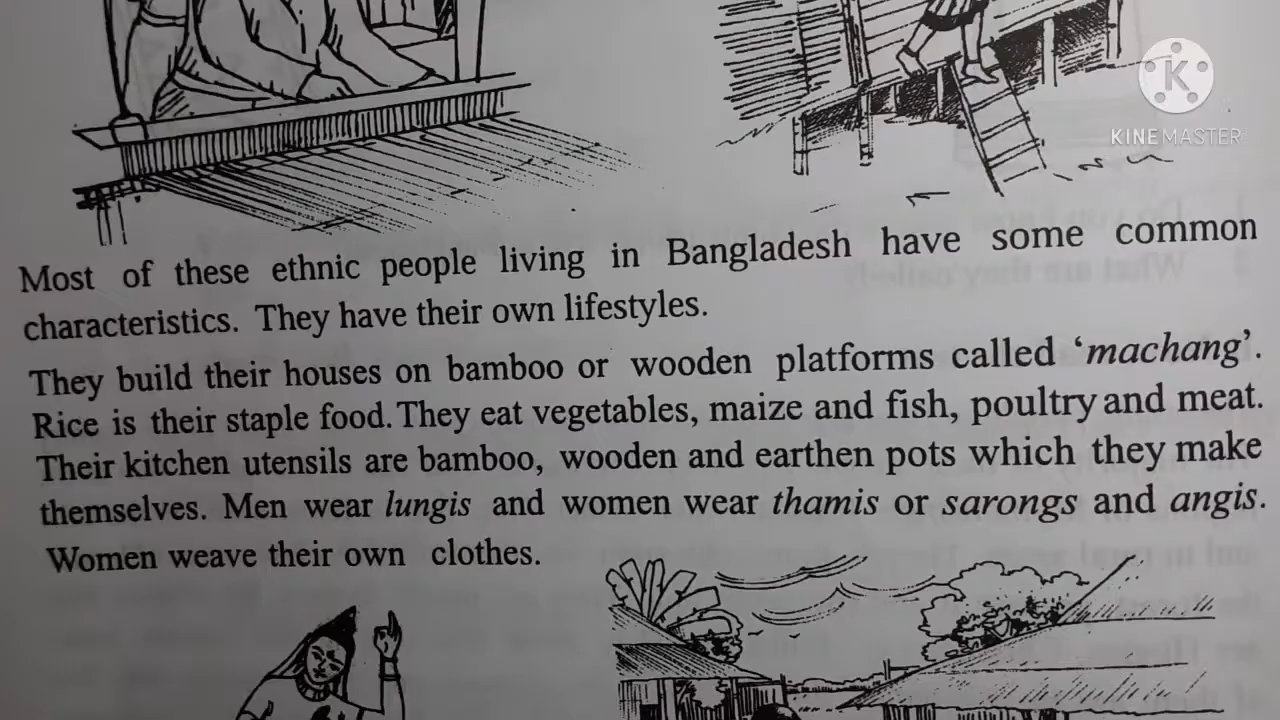 KINEMASTER
Most of these ethnic people living in Bangladesh have some common
characteristics. They have their own lifestyles.
They build their houses on bamboo or wooden platforms called ‘machang’.
Rice is their staple food. They eat vegetables, maize and fish, poultry and meat.
Their kitchen utensils are bamboo, wooden and earthen pots which they make
themselves. Men wear lungis and women wear thamis or sarongs and angis.
Women weave their own clothes.